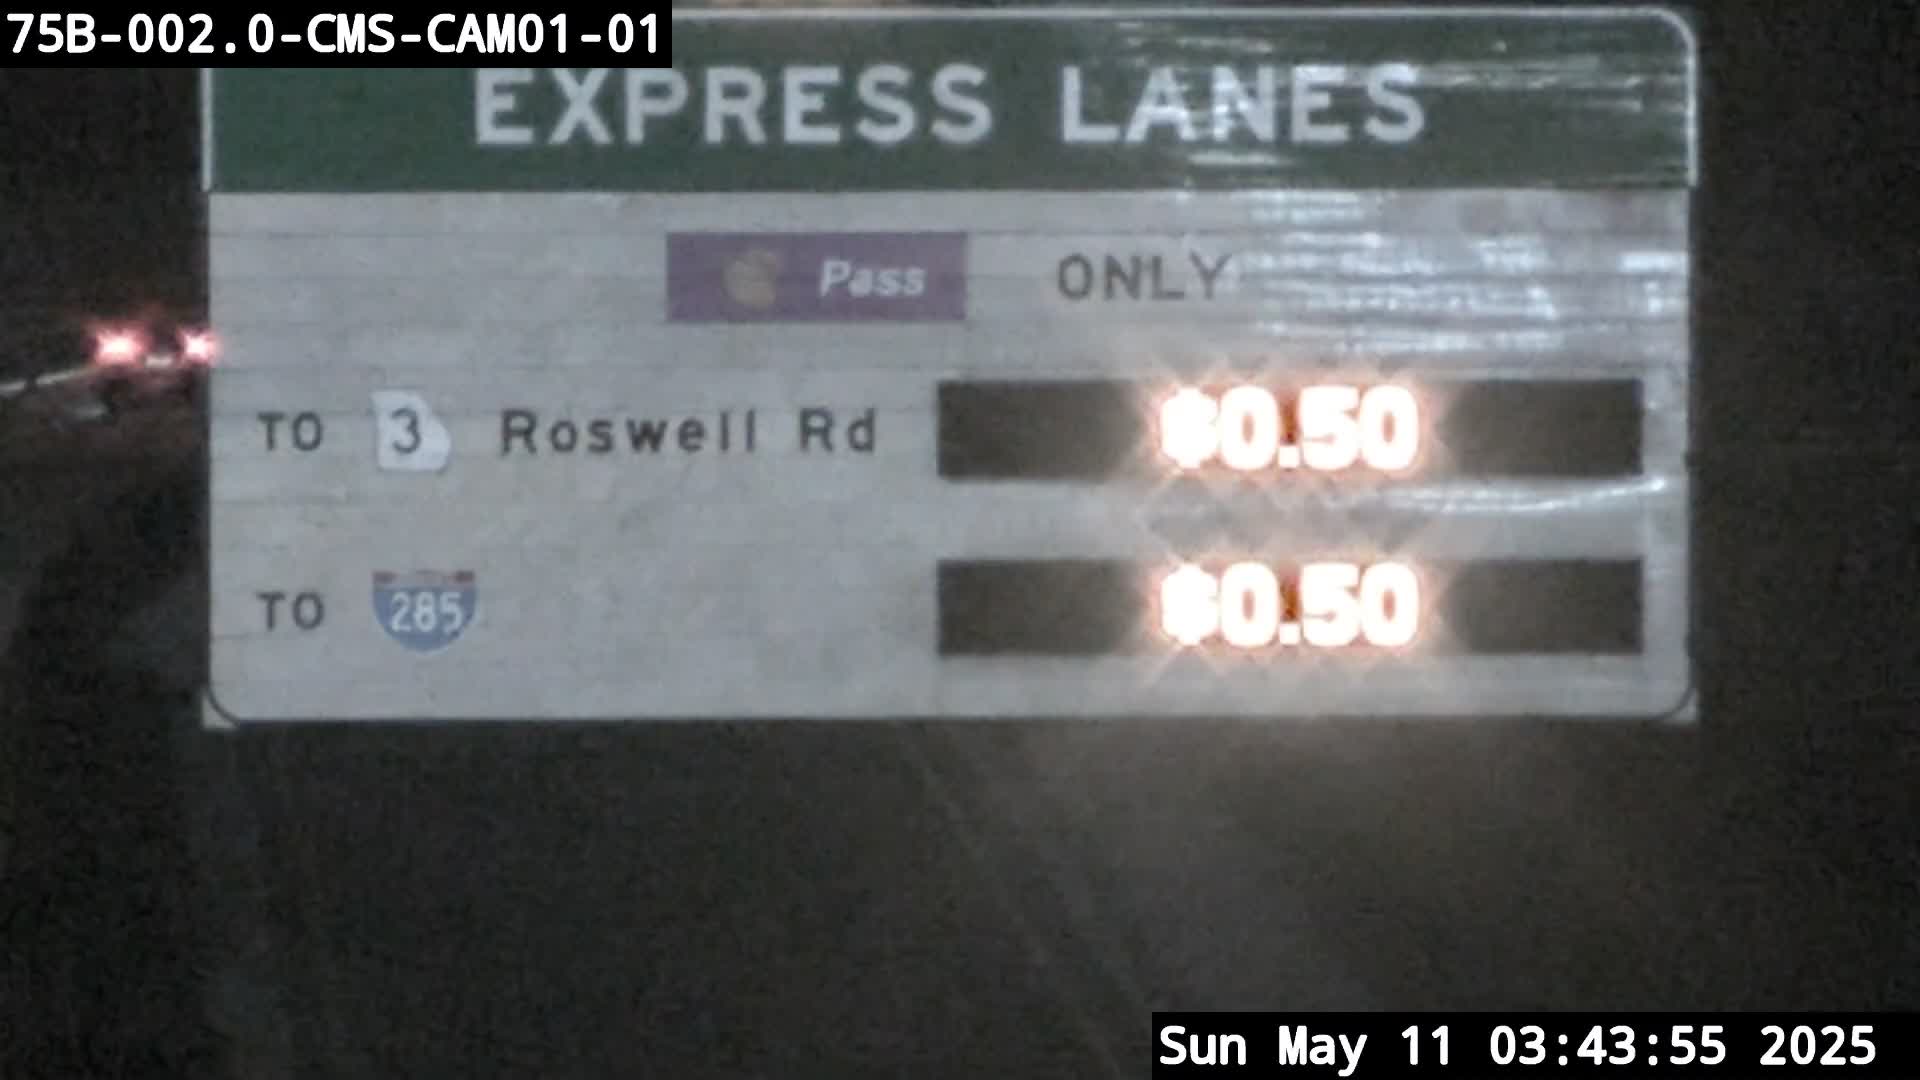 75B-002.0-CMS-CAM01-01
EXPRESS LANES
Pass ONLY
TO 3 Roswell Rd $0.50
TO 285 $0.50
Sun May 11 03:43:55 2025